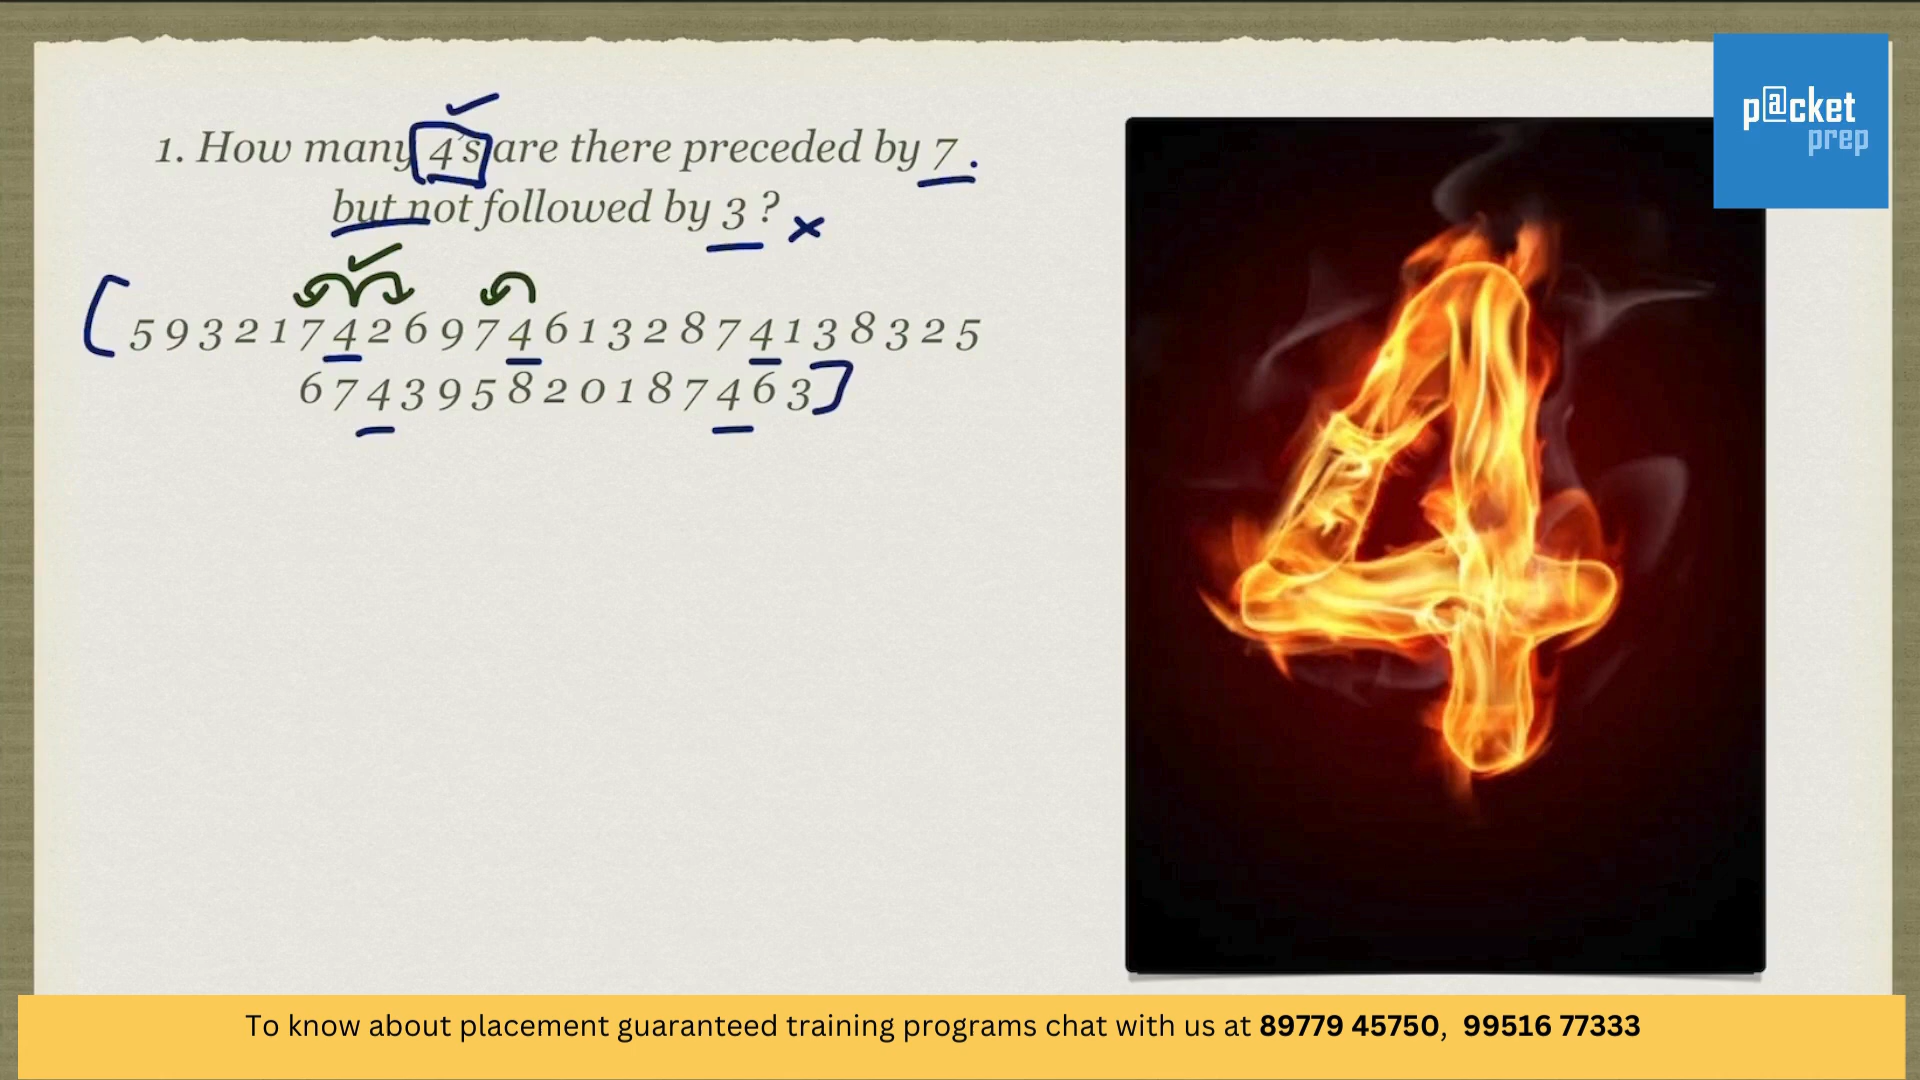 p@cket
prep
1. How many 4's are there preceded by 7 .
but not followed by 3 ?
5 9 3 2 1 7 4 2 6 9 7 4 6 1 3 2 8 7 4 1 3 8 3 2 5
6 7 4 3 9 5 8 2 0 1 8 7 4 6 3
4
To know about placement guaranteed training programs chat with us at 89779 45750, 99516 77333